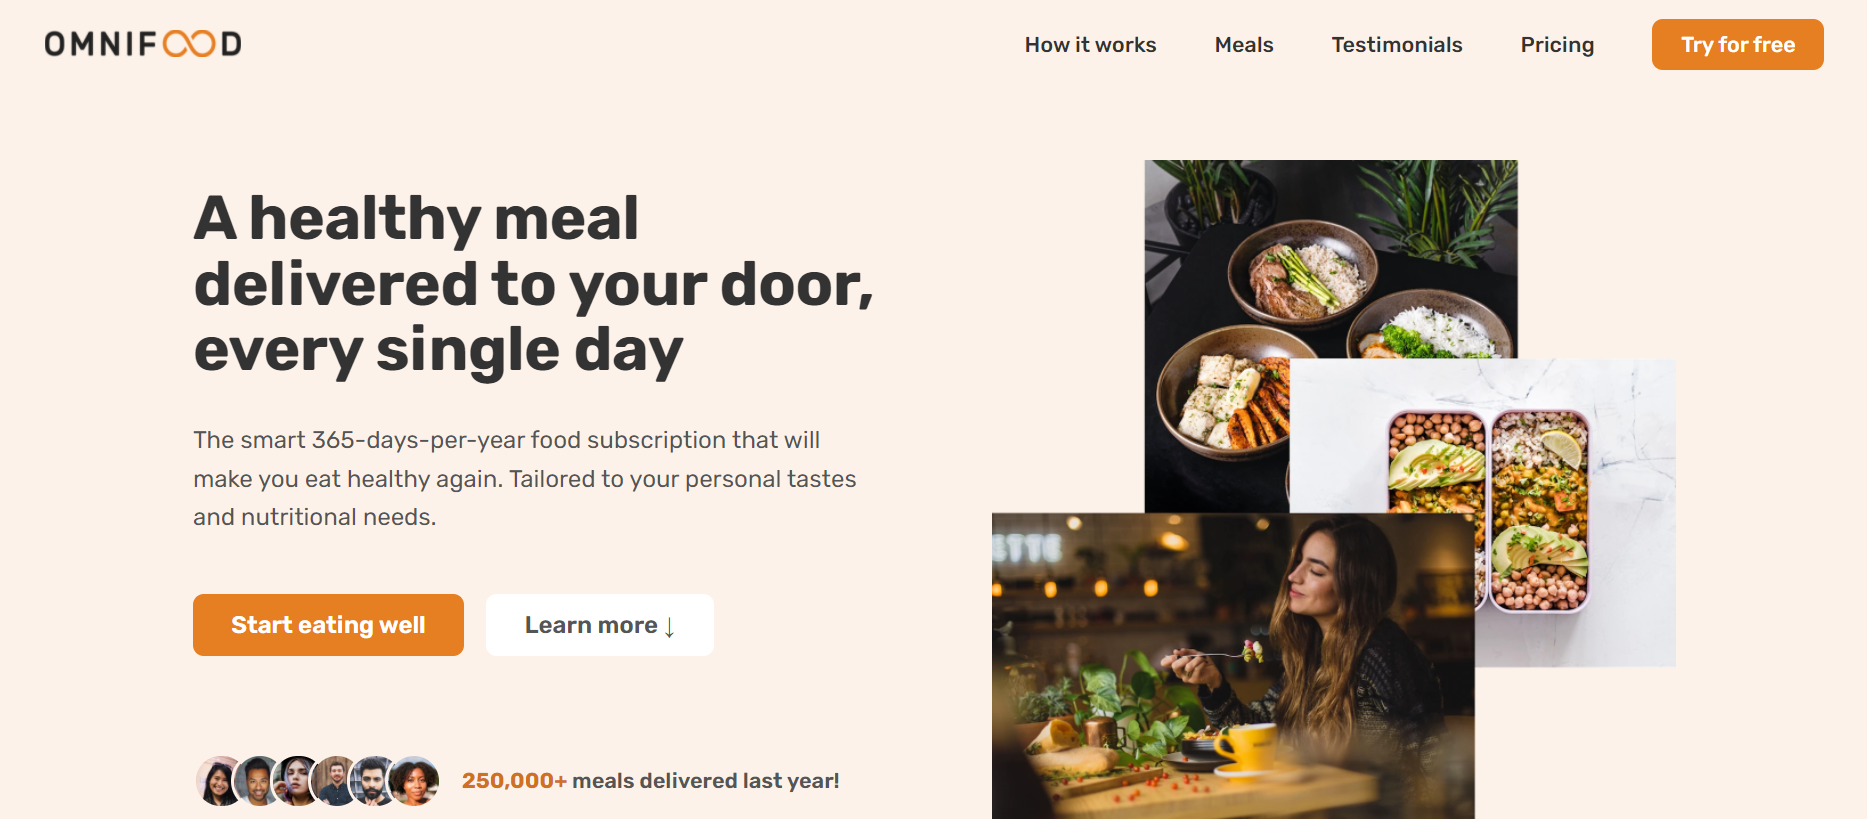 OMNIFOOD
How it works
Meals
Testimonials
Pricing
Try for free
A healthy meal
delivered to your door,
every single day
The smart 365-days-per-year food subscription that will
make you eat healthy again. Tailored to your personal tastes
and nutritional needs.
Start eating well
Learn more ↓
250,000+ meals delivered last year!